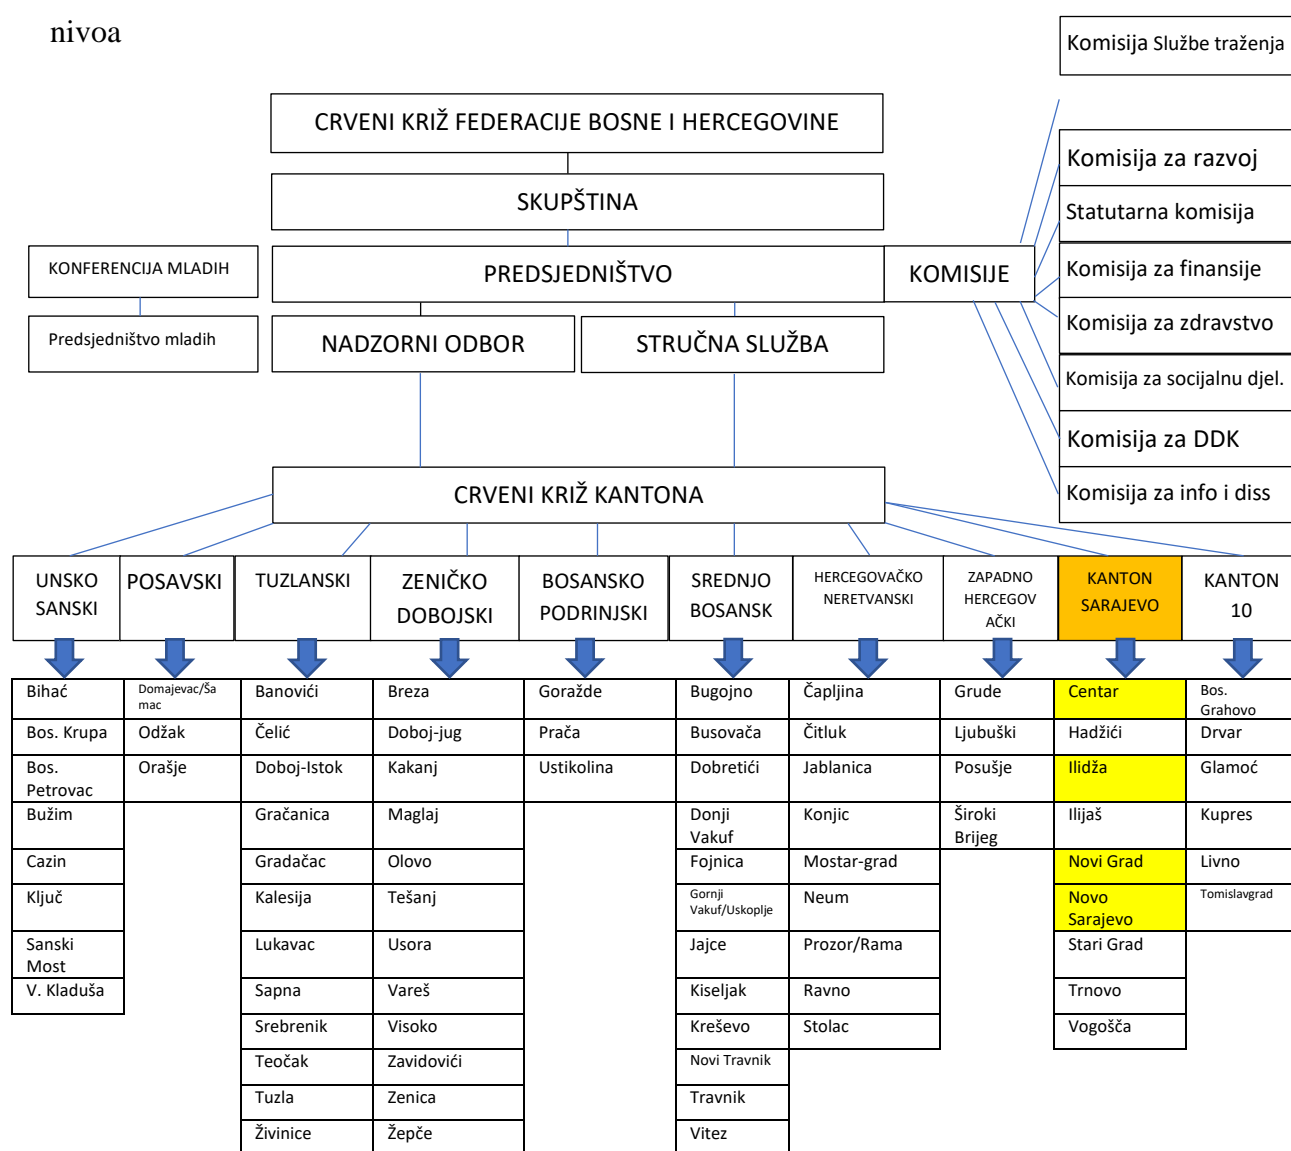 nivoa
Komisija Službe traženja
CRVENI KRIŽ FEDERACIJE BOSNE I HERCEGOVINE
Komisija za razvoj
SKUPŠTINA
Statutarna komisija
KONFERENCIJA MLADIH
PREDSJEDNIŠTVO
KOMISIJE
Komisija za finansije
Predsjedništvo mladih
NADZORNI ODBOR
STRUČNA SLUŽBA
Komisija za zdravstvo
Komisija za socijalnu djel.
Komisija za DDK
CRVENI KRIŽ KANTONA
Komisija za info i diss
UNSKO
SANSKI
POSAVSKI
TUZLANSKI
ZENIČKO
DOBOJSKI
BOSANSKO
PODRINJSKI
SREDNJO
BOSANSK
HERCEGOVAČKO
NERETVANSKI
ZAPADNO
HERCEGOV
AČKI
KANTON
SARAJEVO
KANTON
10
Bihać
Bos. Krupa
Bos.
Petrovac
Bužim
Cazin
Ključ
Sanski
Most
V. Kladuša
Domajevac/Ša
mac
Odžak
Orašje
Banovići
Čelić
Doboj-Istok
Gračanica
Gradačac
Kalesija
Lukavac
Sapna
Srebrenik
Teočak
Tuzla
Živinice
Breza
Doboj-jug
Kakanj
Maglaj
Olovo
Tešanj
Usora
Vareš
Visoko
Zavidovići
Zenica
Žepče
Goražde
Prača
Ustikolina
Bugojno
Busovača
Dobretići
Donji
Vakuf
Fojnica
Gornji
Vakuf/Uskoplje
Jajce
Kiseljak
Kreševo
Novi Travnik
Travnik
Vitez
Čapljina
Čitluk
Jablanica
Konjic
Mostar-grad
Neum
Prozor/Rama
Ravno
Stolac
Grude
Ljubuški
Posušje
Široki
Brijeg
Centar
Hadžići
Ilidža
Ilijaš
Novi Grad
Novo
Sarajevo
Stari Grad
Trnovo
Vogošča
Bos.
Grahovo
Drvar
Glamoć
Kupres
Livno
Tomislavgrad